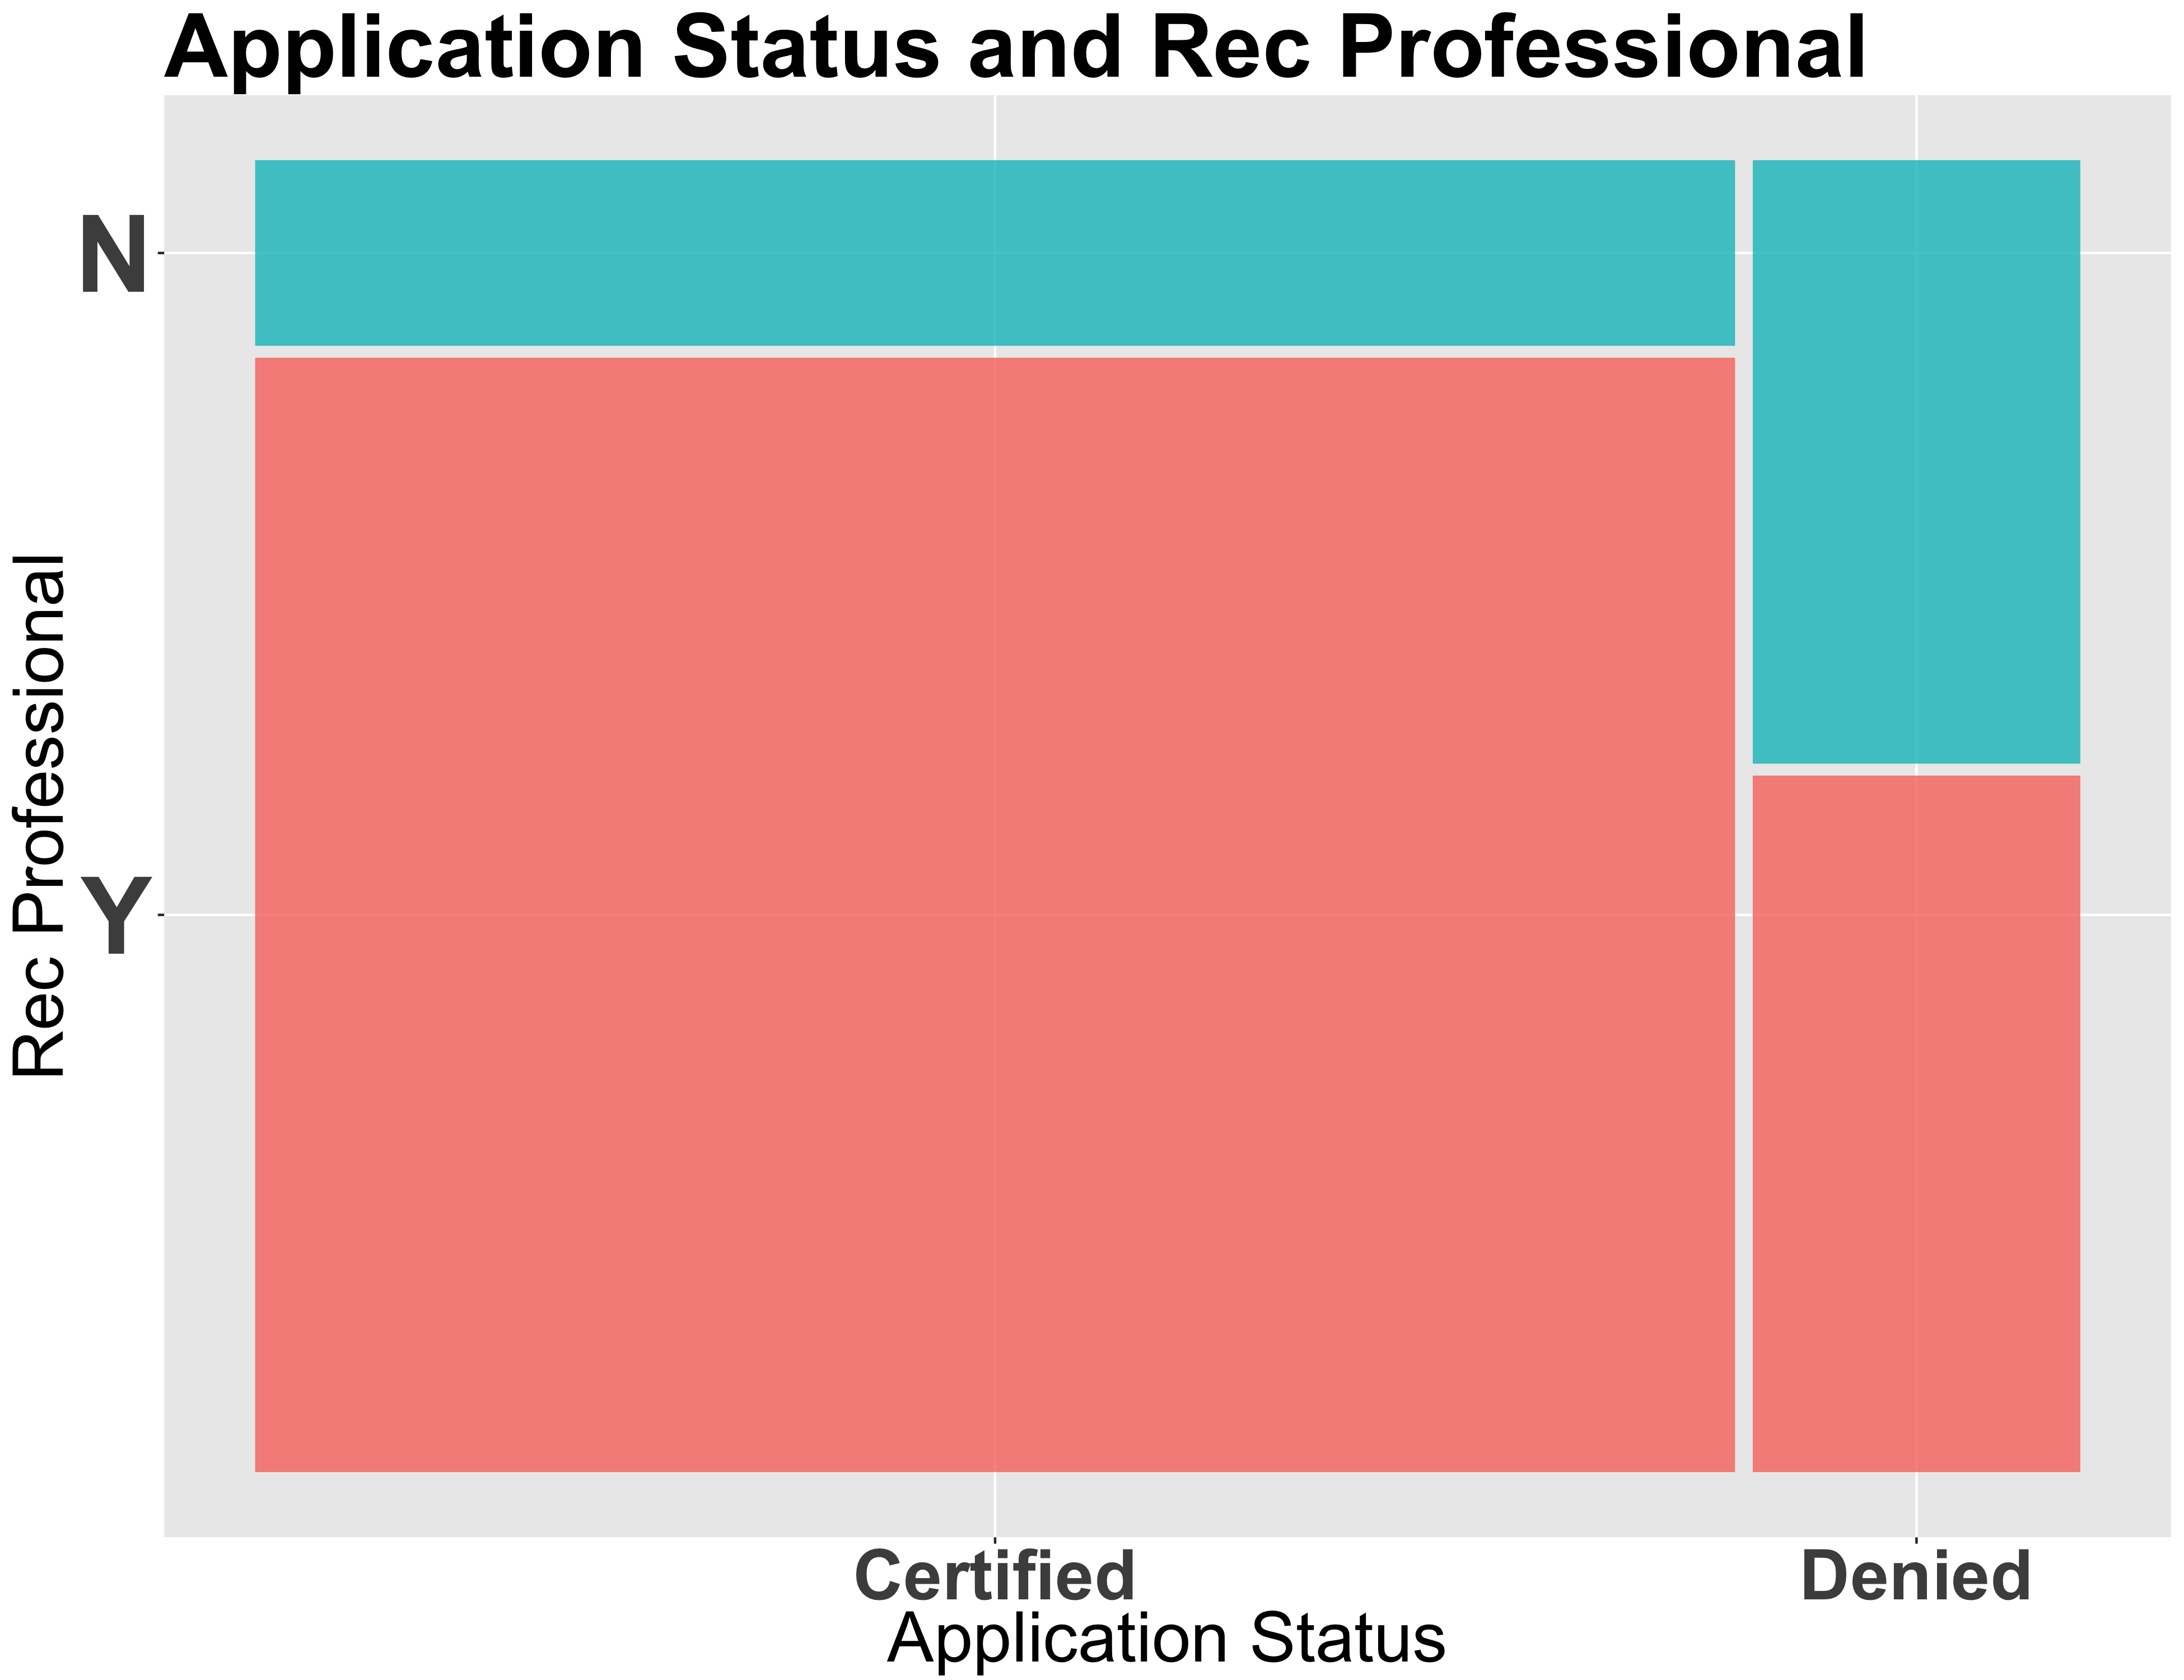 Application Status and Rec Professional
N
Y
Rec Professional
Certified
Denied
Application Status